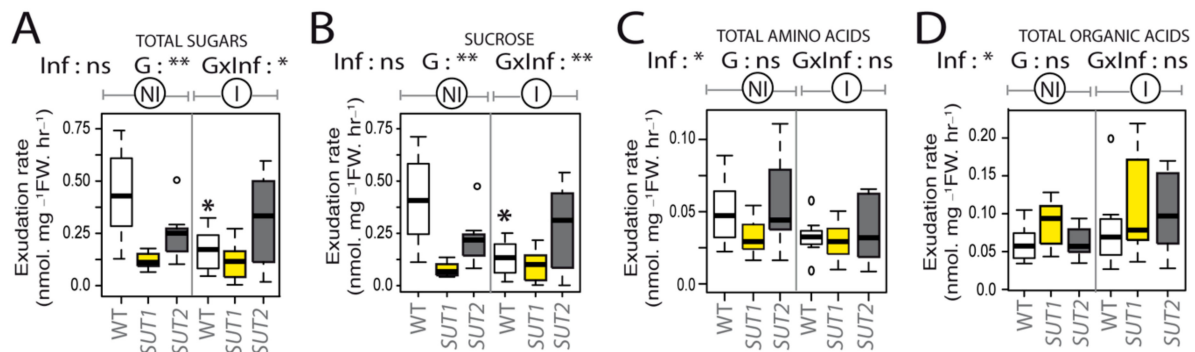 A
TOTAL SUGARS
Inf : ns G : ** GxInf : *
NI I
Exudation rate
(nmol. mg ⁻¹FW. hr⁻¹)
0.75
0.50
0.25
0.0
*
WT SUT1 SUT2 WT SUT1 SUT2
B
SUCROSE
Inf : ns G : ** GxInf : **
NI I
Exudation rate
(nmol. mg ⁻¹FW. hr⁻¹)
0.75
0.50
0.25
0.0
*
WT SUT1 SUT2 WT SUT1 SUT2
C
TOTAL AMINO ACIDS
Inf : * G : ns GxInf : ns
NI I
Exudation rate
(nmol. mg ⁻¹FW. hr⁻¹)
0.10
0.05
0.0
WT SUT1 SUT2 WT SUT1 SUT2
D
TOTAL ORGANIC ACIDS
Inf : * G : ns GxInf : ns
NI I
Exudation rate
(nmol. mg ⁻¹FW. hr⁻¹)
0.20
0.15
0.10
0.05
0.0
WT SUT1 SUT2 WT SUT1 SUT2